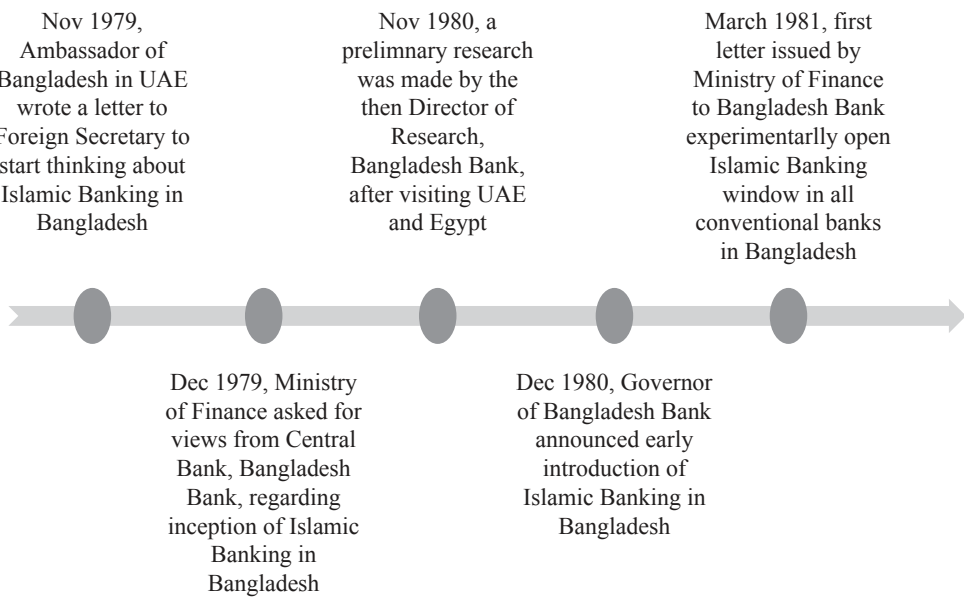 Nov 1979,
Ambassador of
Bangladesh in UAE
wrote a letter to
Foreign Secretary to
start thinking about
Islamic Banking in
Bangladesh
Dec 1979, Ministry
of Finance asked for
views from Central
Bank, Bangladesh
Bank, regarding
inception of Islamic
Banking in
Bangladesh
Nov 1980, a
prelimnary research
was made by the
then Director of
Research,
Bangladesh Bank,
after visiting UAE
and Egypt
Dec 1980, Governor
of Bangladesh Bank
announced early
introduction of
Islamic Banking in
Bangladesh
March 1981, first
letter issued by
Ministry of Finance
to Bangladesh Bank
experimentarlly open
Islamic Banking
window in all
conventional banks
in Bangladesh